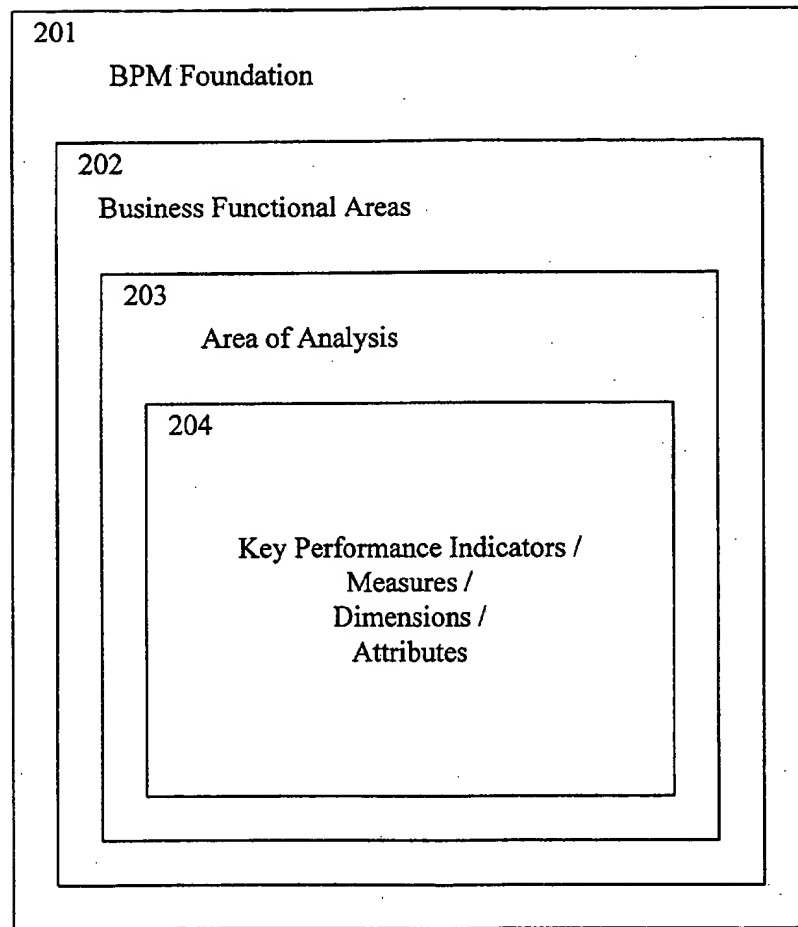 201
BPM Foundation
202
Business Functional Areas
203
Area of Analysis
204
Key Performance Indicators /
Measures /
Dimensions /
Attributes